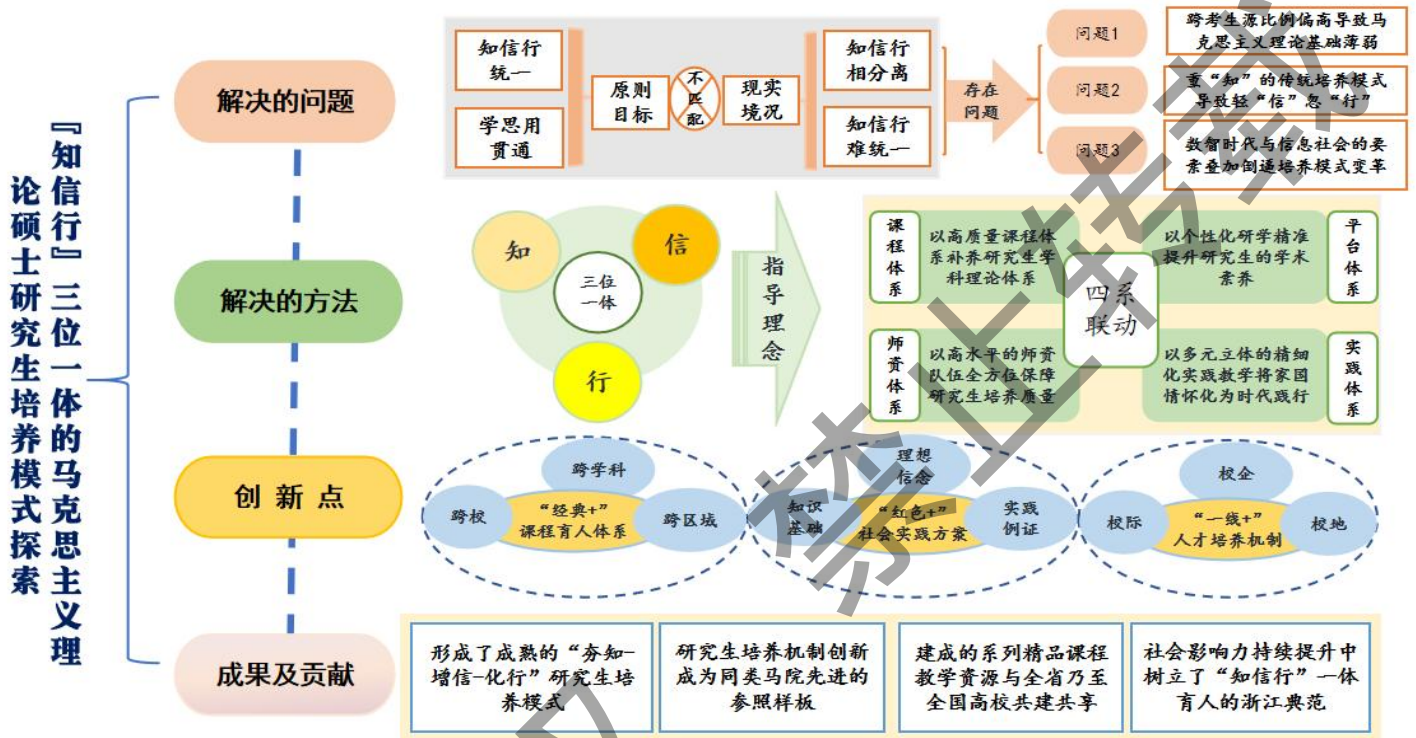 『知信行』三位一体的马克思主义理
论硕士研究生培养模式探索
解决的问题
知信行
统一
学思用
贯通
原则
目标
不
匹
配
现实
境况
知信行
相分离
知信行
难统一
存在
问题
问题1
跨考生源比例偏高导致马
克思主义理论基础薄弱
问题2
重“知”的传统培养模式
导致轻“信”忽“行”
问题3
数智时代与信息社会的要
素叠加倒逼培养模式变革
解决的方法
知
信
三位
一体
行
指
导
理
念
课
程
体
系
以高质量课程体
系补养研究生学
科理论体系
以个性化研学精准
提升研究生的学术
素养
平
台
体
系
四系
联动
师
资
体
系
以高水平的师资
队伍全方位保障
研究生培养质量
以多元立体的精细
化实践教学将家国
情怀化为时代践行
实
践
体
系
创 新 点
跨学科
跨校
“经典+”
课程育人体系
跨区域
理想
信念
知识
基础
“红色+”
社会实践方案
实践
例证
校企
校际
“一线+”
人才培养机制
校地
成果及贡献
形成了成熟的“夯知-
增信-化行”研究生培
养模式
研究生培养机制创新
成为同类马院先进的
参照样板
建成的系列精品课程
教学资源与全省乃至
全国高校共建共享
社会影响力持续提升中
树立了“知信行”一体
育人的浙江典范
禁止转载